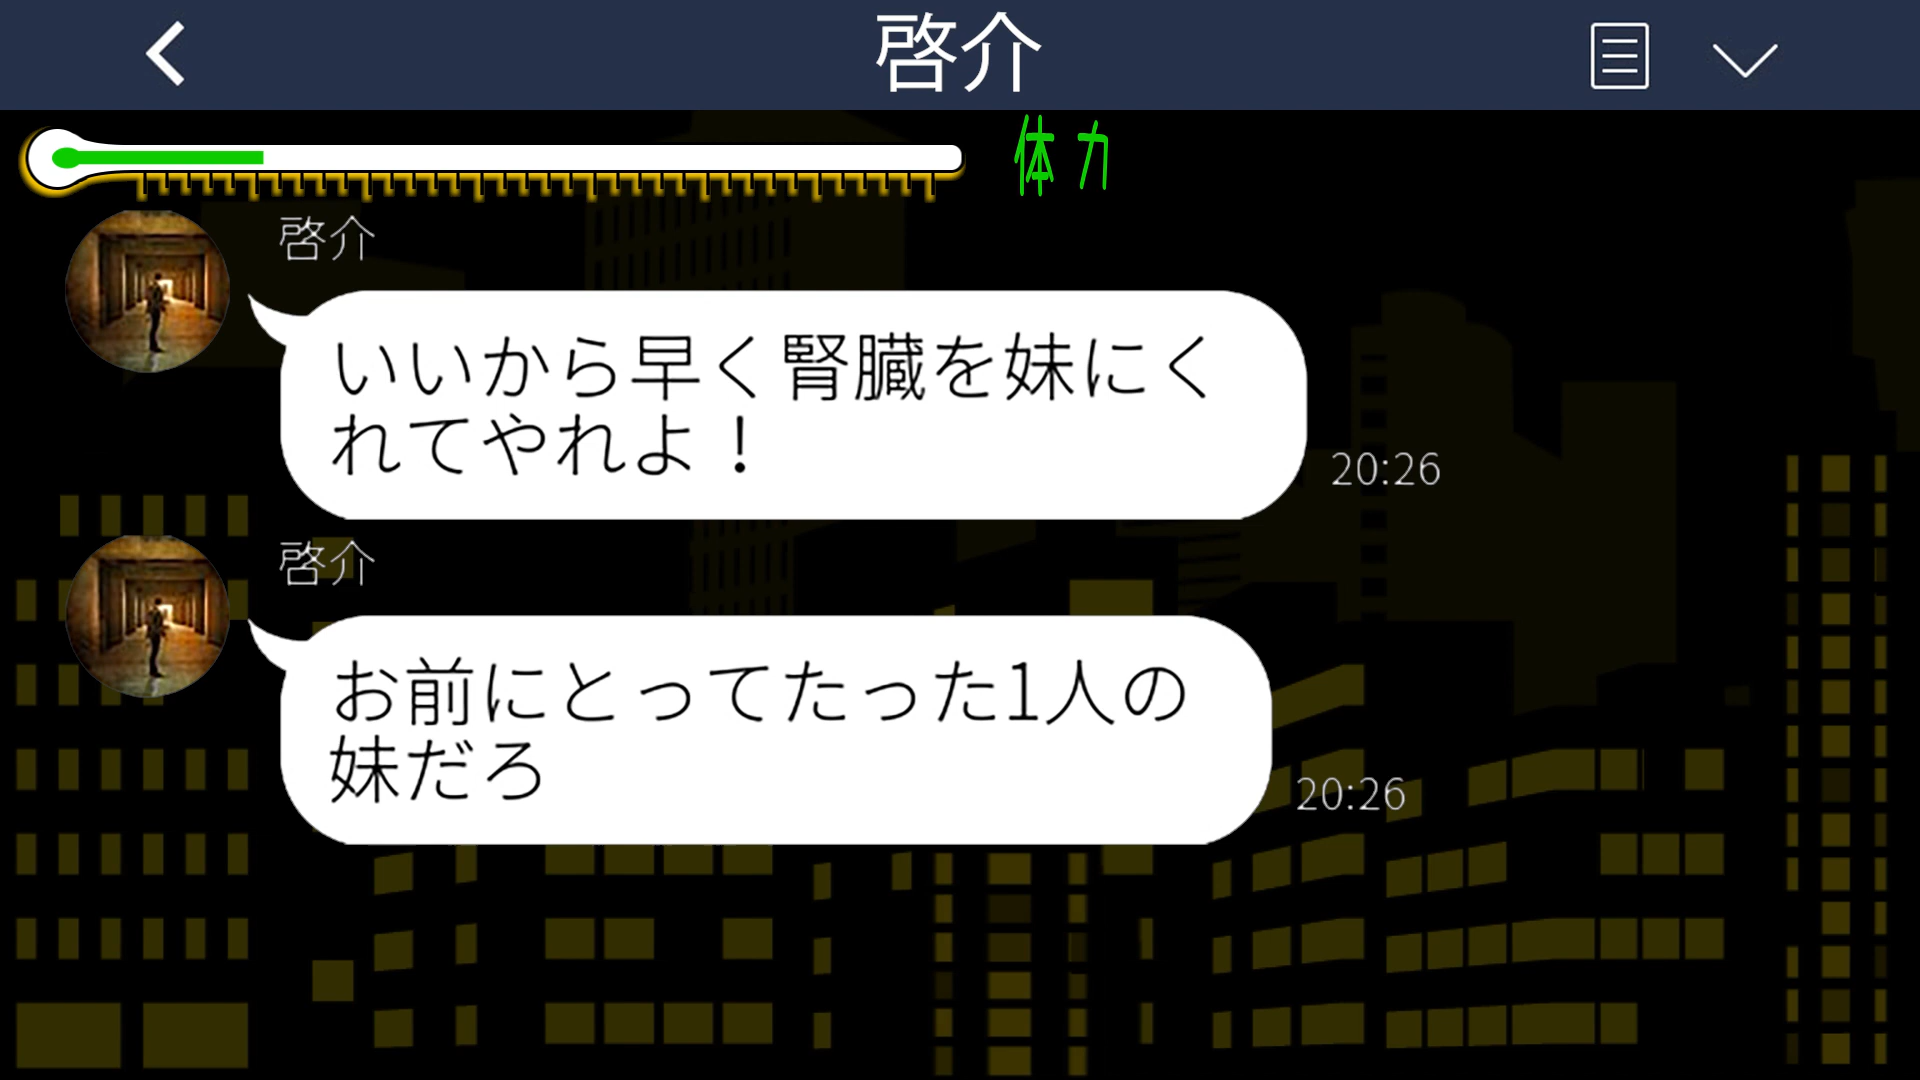 啓介
体力
啓介
いいから早く腎臓を妹にく
れてやれよ！
20:26
啓介
お前にとってたった1人の
妹だろ
20:26